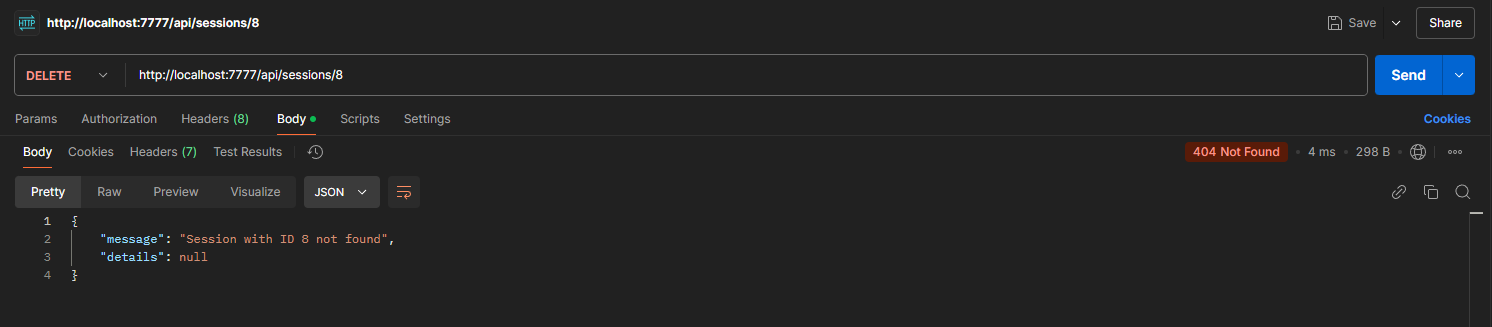 HTTP http://localhost:7777/api/sessions/8 Save Share
DELETE http://localhost:7777/api/sessions/8 Send
Params Authorization Headers (8) Body Scripts Settings Cookies
Body Cookies Headers (7) Test Results 404 Not Found 4 ms 298 B
Pretty Raw Preview Visualize JSON
1 {
2 "message": "Session with ID 8 not found",
3 "details": null
4 }